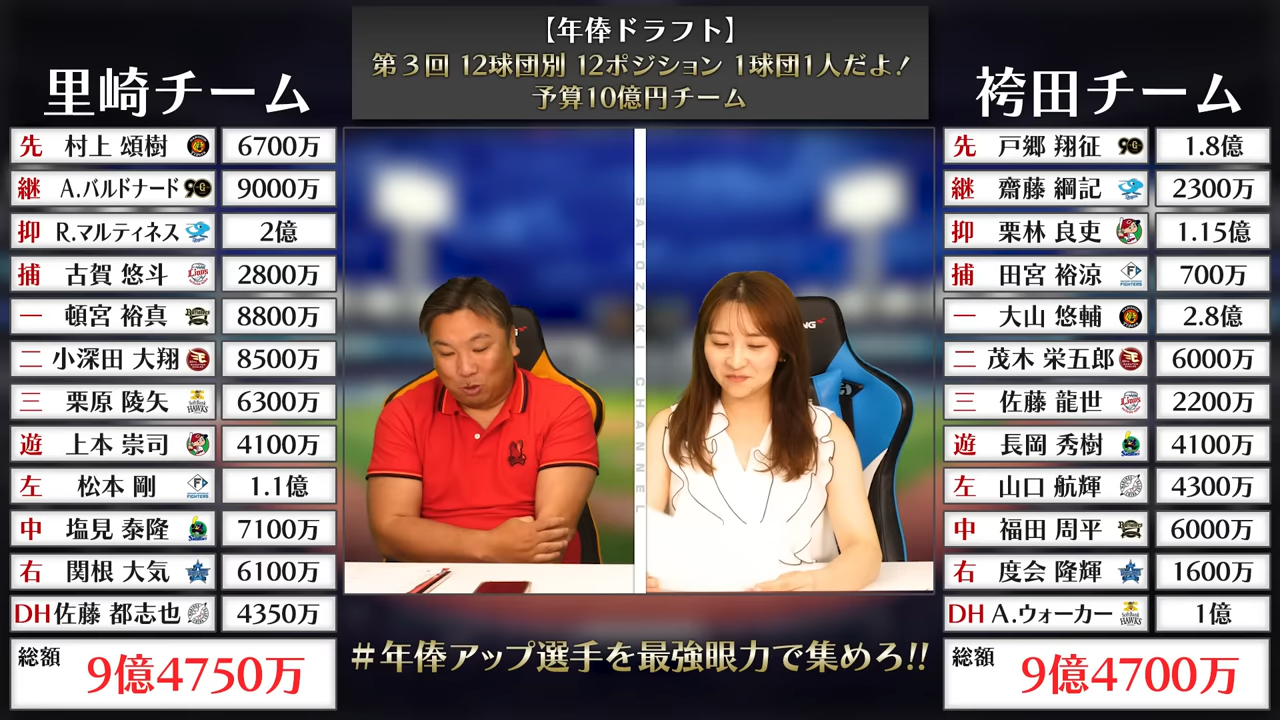 【年俸ドラフト】
第3回 12球団別 12ポジション 1球団1人だよ!
予算10億円チーム
里崎チーム
先 村上 頌樹 6700万
継 A.バルドナード 9000万
抑 R.マルティネス 2億
捕 古賀 悠斗 2800万
一 頓宮 裕真 8800万
二 小深田 大翔 8500万
三 栗原 陵矢 6300万
遊 上本 崇司 4100万
左 松本 剛 1.1億
中 塩見 泰隆 7100万
右 関根 大気 6100万
DH 佐藤 都志也 4350万
総額 9億4750万
SATOZAKI CHANNEL
袴田チーム
先 戸郷 翔征 1.8億
継 齋藤 綱記 2300万
抑 栗林 良吏 1.15億
捕 田宮 裕涼 700万
一 大山 悠輔 2.8億
二 茂木 栄五郎 6000万
三 佐藤 龍世 2200万
遊 長岡 秀樹 4100万
左 山口 航輝 4300万
中 福田 周平 6000万
右 度会 隆輝 1600万
DH A.ウォーカー 1億
総額 9億4700万
#年俸アップ選手を最強眼力で集めろ!!